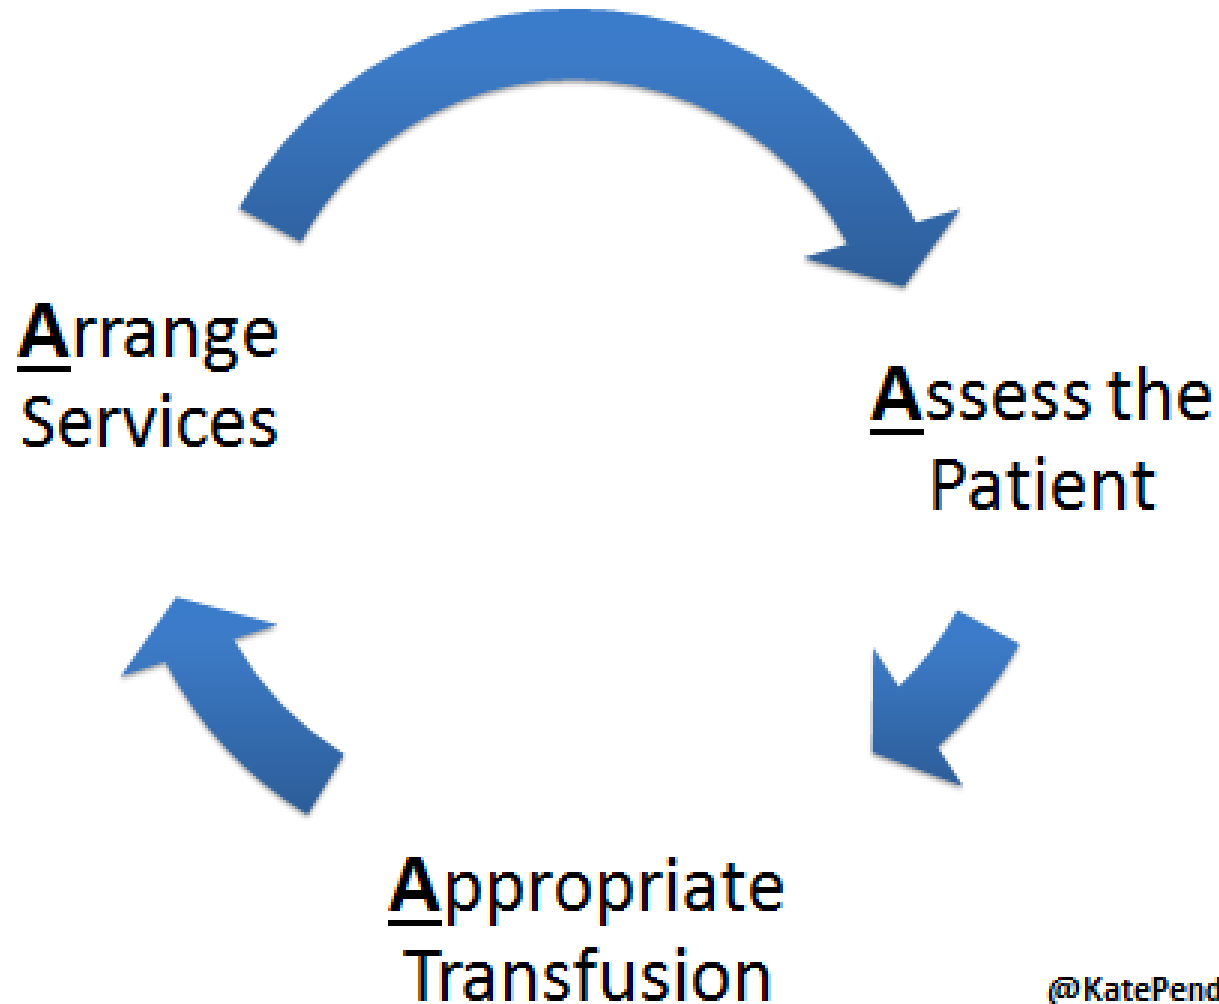 Arrange
Services
Assess the
Patient
Appropriate
Transfusion
@KatePend